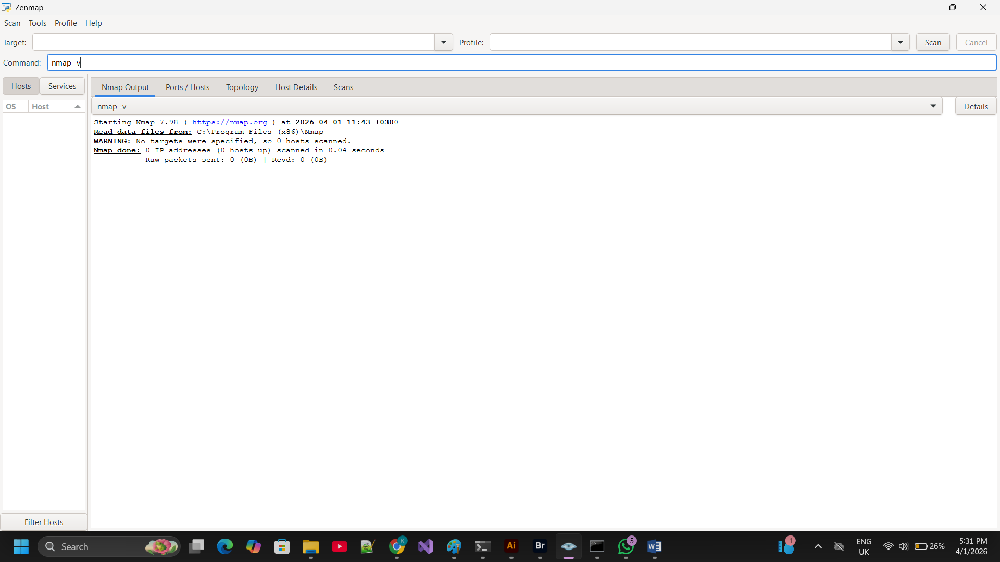 Zenmap
Scan Tools Profile Help
Target: Profile: Scan Cancel
Command: nmap -v
Hosts Services Nmap Output Ports / Hosts Topology Host Details Scans
OS Host nmap -v Details
Starting Nmap 7.98 ( https://nmap.org ) at 2026-04-01 11:43 +0300
Read data files from: C:\Program Files (x86)\Nmap
WARNING: No targets were specified, so 0 hosts scanned.
Nmap done: 0 IP addresses (0 hosts up) scanned in 0.04 seconds
Raw packets sent: 0 (0B) | Rcvd: 0 (0B)
Filter Hosts
Search K Ai Br 5 W 1 ENG 26% 5:31 PM
UK 4/1/2026